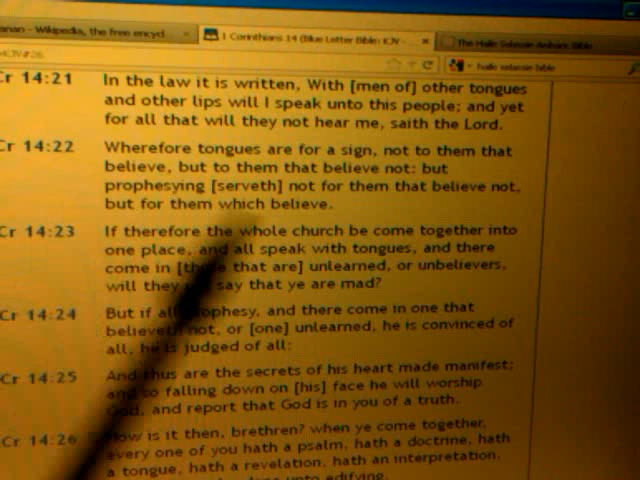 anan - Wikipedia, the free encycl
1 Corinthians 14 (Blue Letter Bible: KJV -
The Haile Selassie Amharic Bible
haile selassie bible
Cr 14:21 In the law it is written, With [men of] other tongues
and other lips will I speak unto this people; and yet
for all that will they not hear me, saith the Lord.
Cr 14:22 Wherefore tongues are for a sign, not to them that
believe, but to them that believe not: but
prophesying [serveth] not for them that believe not,
but for them which believe.
Cr 14:23 If therefore the whole church be come together into
one place, and all speak with tongues, and there
come in [those that are] unlearned, or unbelievers,
will they say that ye are mad?
Cr 14:24 But if all prophesy, and there come in one that
believeth not, or [one] unlearned, he is convinced of
all, he is judged of all:
Cr 14:25 And thus are the secrets of his heart made manifest;
and so falling down on [his] face he will worship
God, and report that God is in you of a truth.
Cr 14:26 How is it then, brethren? when ye come together,
every one of you hath a psalm, hath a doctrine, hath
a tongue, hath a revelation, hath an interpretation.
unto edifying.